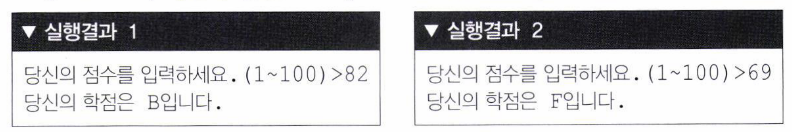 ▼ 실행결과 1
당신의 점수를 입력하세요.(1~100)>82
당신의 학점은 B입니다.
▼ 실행결과 2
당신의 점수를 입력하세요.(1~100)>69
당신의 학점은 F입니다.